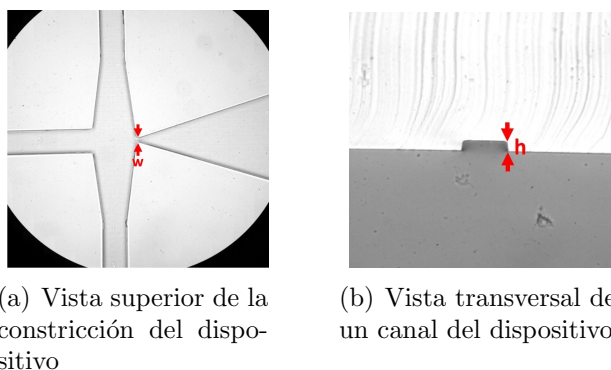 w
h
(a) Vista superior de la
constricción del dispo-
sitivo
(b) Vista transversal de
un canal del dispositivo